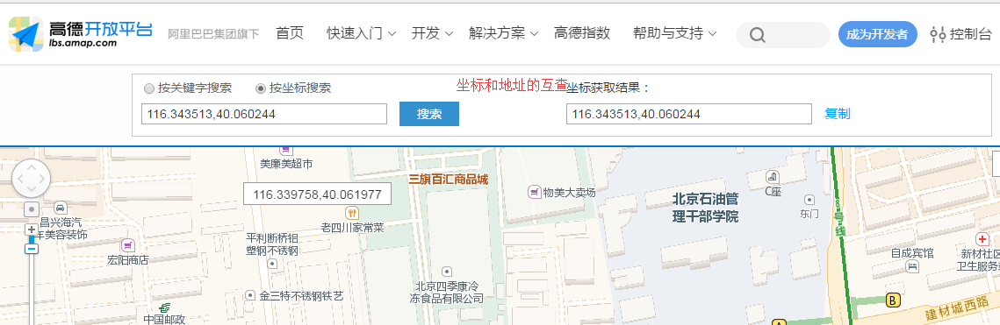 高德开放平台
lbs.amap.com
阿里巴巴集团旗下 首页 快速入门 开发 解决方案 高德指数 帮助与支持 成为开发者 控制台
按关键字搜索 按坐标搜索 坐标和地址的互查 坐标获取结果：
116.343513,40.060244 搜索 116.343513,40.060244 复制
美廉美超市
三旗百汇商品城
116.339758,40.061977
物美大卖场
C座
北京石油管
理干部学院
东门
昌兴海汽
车美容装饰
老四川家常菜
号线
平利断桥铝
塑钢不锈钢
宏阳商店
自成宾馆
新材社区
卫生服务
北京四季康冷
冻食品有限公司
金三特不锈钢铁艺
B
建材城西路
中国邮政
A